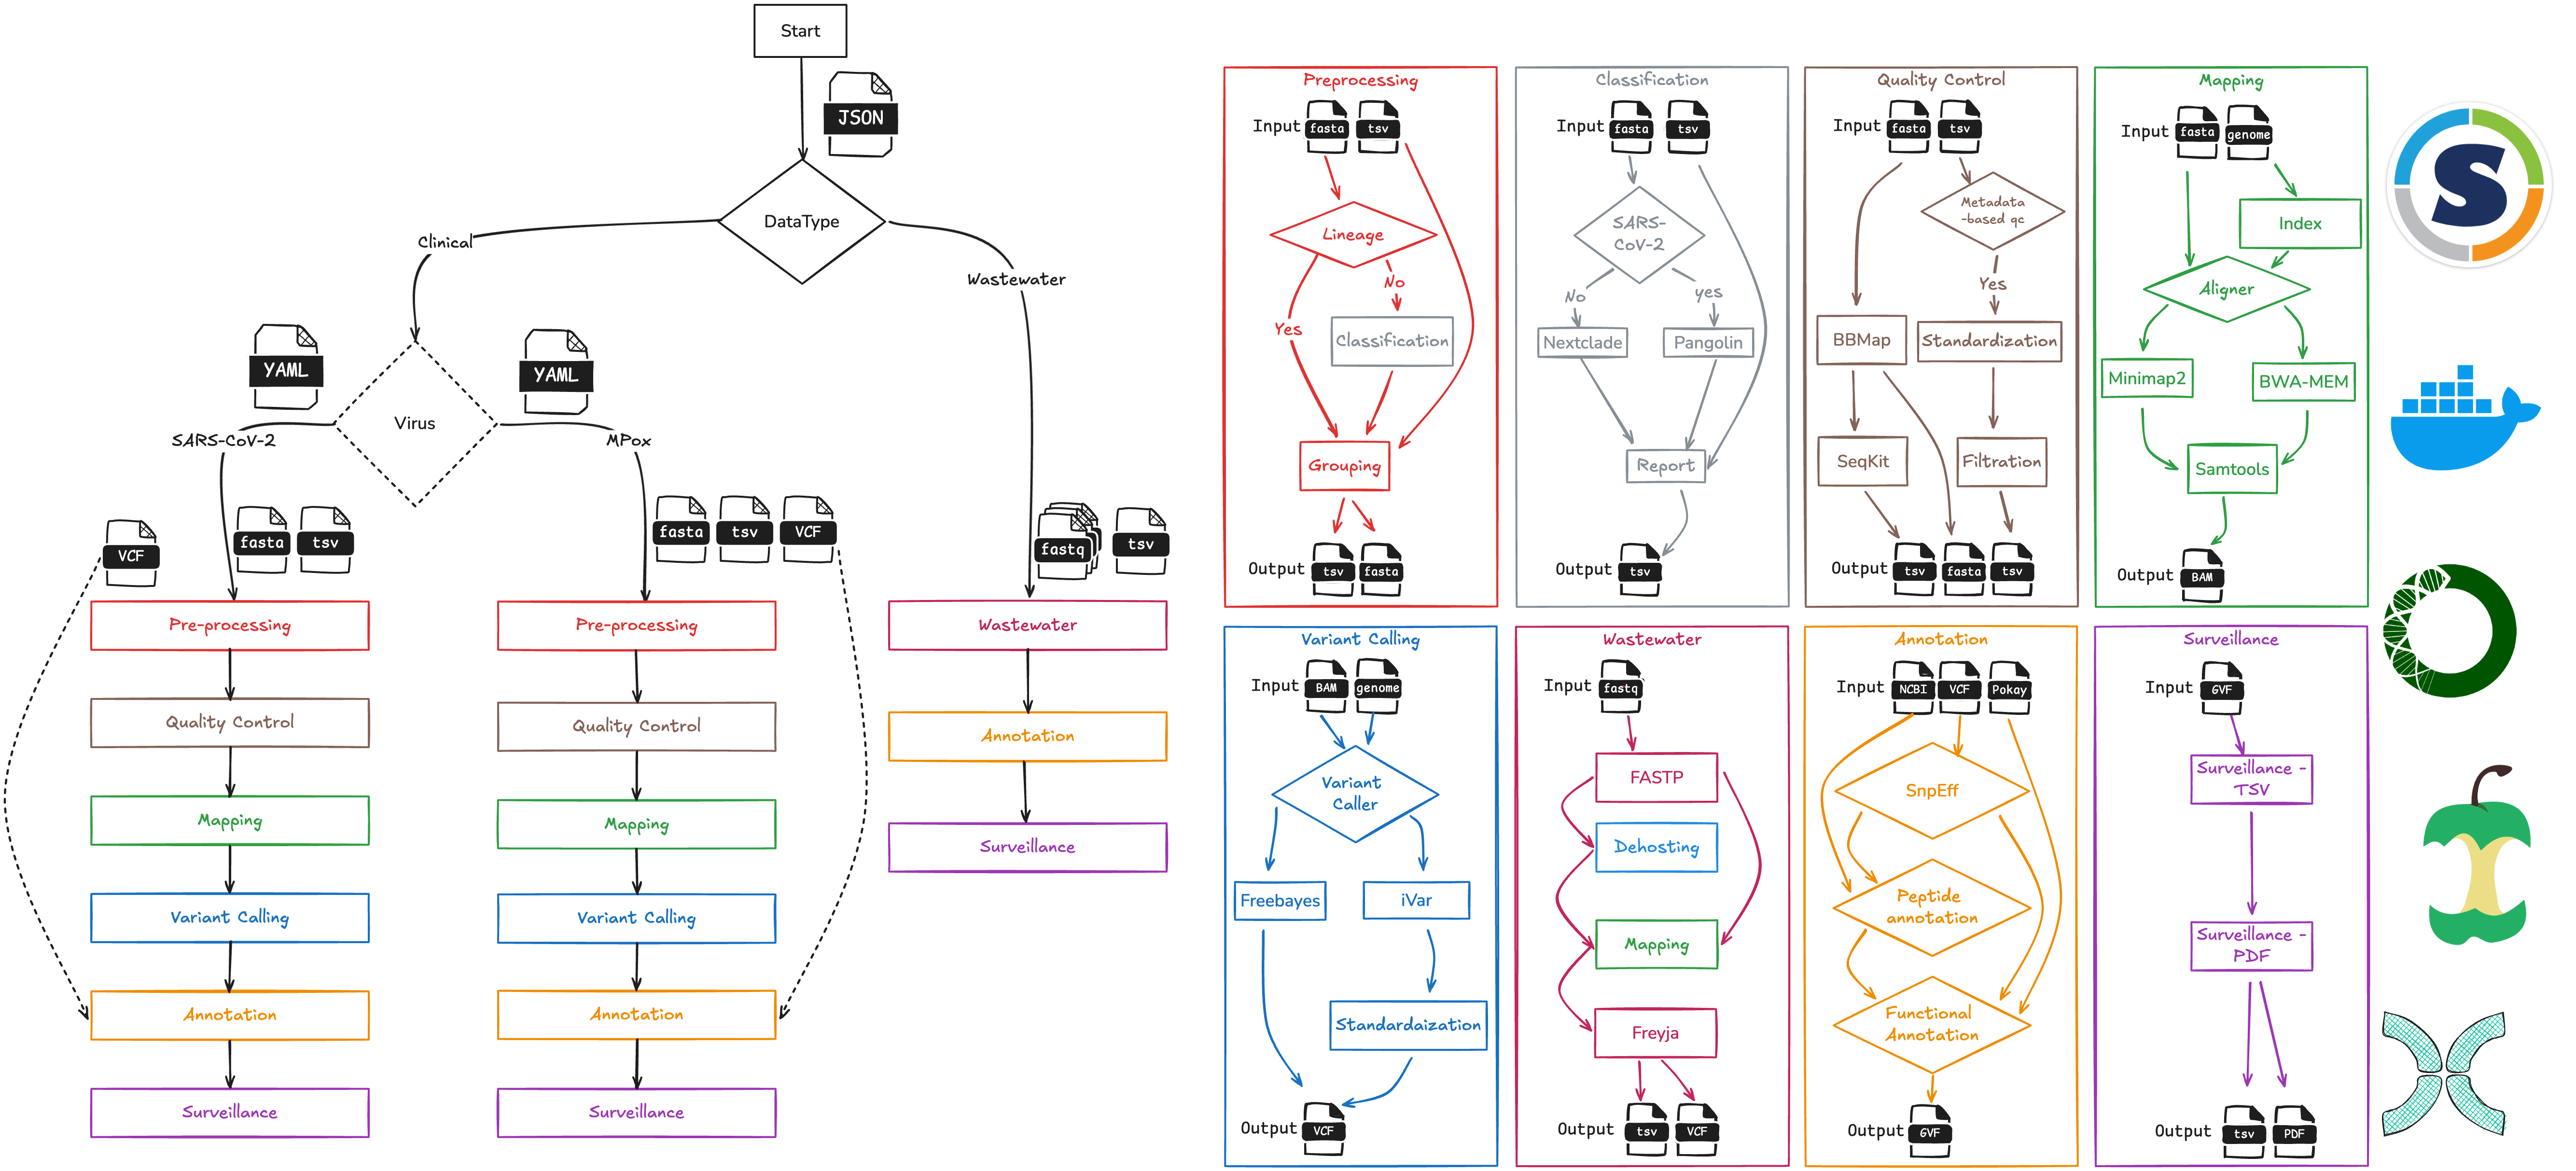 Start
JSON
DataType
Clinical
Wastewater
YAML
YAML
Virus
SARS-CoV-2
MPox
VCF
fasta
tsv
fasta
tsv
VCF
fastq
tsv
Pre-processing
Quality Control
Mapping
Variant Calling
Annotation
Surveillance
Pre-processing
Quality Control
Mapping
Variant Calling
Annotation
Surveillance
Wastewater
Annotation
Surveillance
Preprocessing
Input
fasta
tsv
Lineage
No
Yes
Classification
Grouping
Output
tsv
fasta
Classification
Input
fasta
tsv
SARS-
CoV-2
No
yes
Nextclade
Pangolin
Report
Output
tsv
Quality Control
Input
fasta
tsv
Metadata
-based qc
Yes
BBMap
Standardization
SeqKit
Filtration
Output
tsv
fasta
tsv
Mapping
Input
fasta
genome
Index
Aligner
Minimap2
BWA-MEM
Samtools
Output
BAM
Variant Calling
Input
BAM
genome
Variant
Caller
Freebayes
iVar
Standardaization
Output
VCF
Wastewater
Input
fastq
FASTP
Dehosting
Mapping
Freyja
Output
tsv
VCF
Annotation
Input
NCBI
VCF
Pokay
SnpEff
Peptide
annotation
Functional
Annotation
Output
GVF
Surveillance
Input
GVF
Surveillance -
TSV
Surveillance -
PDF
Output
tsv
PDF
S